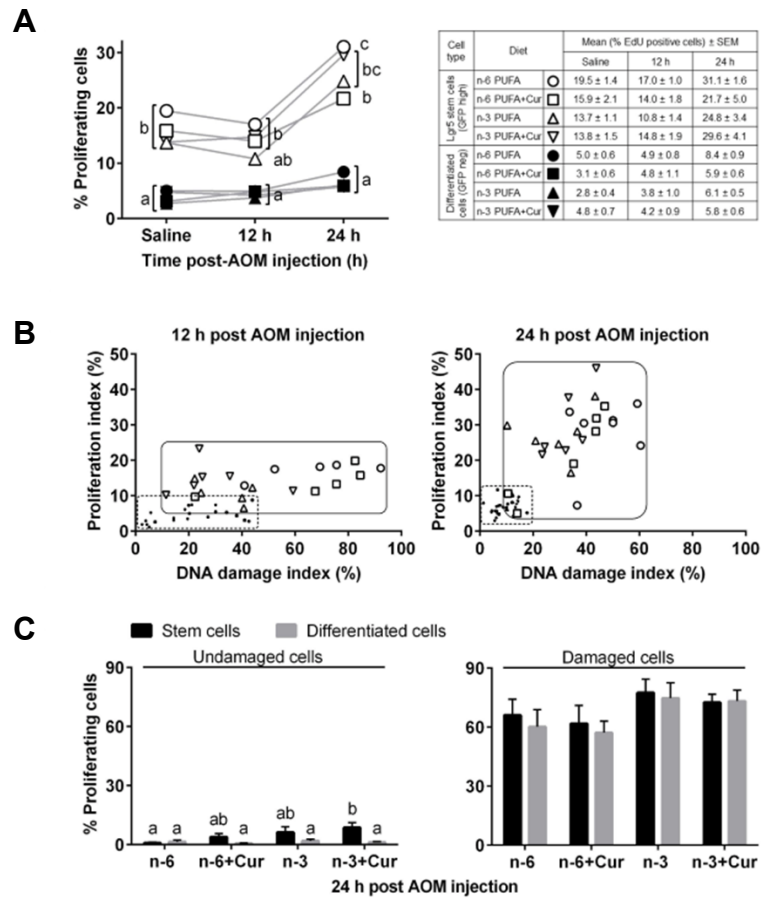 A
% Proliferating cells
30
20
10
0
c
bc
b
b
b
ab
a
a
a
Saline 12 h 24 h
Time post-AOM injection (h)
Cell type Diet Mean (% EdU positive cells) ± SEM
Saline 12 h 24 h
Lgr5 stem cells (GFP high)
n-6 PUFA 19.5 ± 1.4 17.0 ± 1.0 31.1 ± 1.6
n-6 PUFA+Cur 15.9 ± 2.1 14.0 ± 1.8 21.7 ± 5.0
n-3 PUFA 13.7 ± 1.1 10.8 ± 1.4 24.8 ± 3.4
n-3 PUFA+Cur 13.8 ± 1.5 14.8 ± 1.9 29.6 ± 4.1
Differentiated cells (GFP neg)
n-6 PUFA 5.0 ± 0.6 4.9 ± 0.8 8.4 ± 0.9
n-6 PUFA+Cur 3.1 ± 0.6 4.8 ± 1.1 5.9 ± 0.6
n-3 PUFA 2.8 ± 0.4 3.8 ± 1.0 6.1 ± 0.5
n-3 PUFA+Cur 4.8 ± 0.7 4.2 ± 0.9 5.8 ± 0.6
B
12 h post AOM injection
Proliferation index (%)
50
40
30
20
10
0
0 20 40 60 80 100
DNA damage index (%)
24 h post AOM injection
Proliferation index (%)
50
40
30
20
10
0
0 20 40 60 80 100
DNA damage index (%)
C
Stem cells Differentiated cells
Undamaged cells
% Proliferating cells
90
60
30
0
a a ab a ab a b a
n-6 n-6+Cur n-3 n-3+Cur
Damaged cells
90
60
30
0
n-6 n-6+Cur n-3 n-3+Cur
24 h post AOM injection